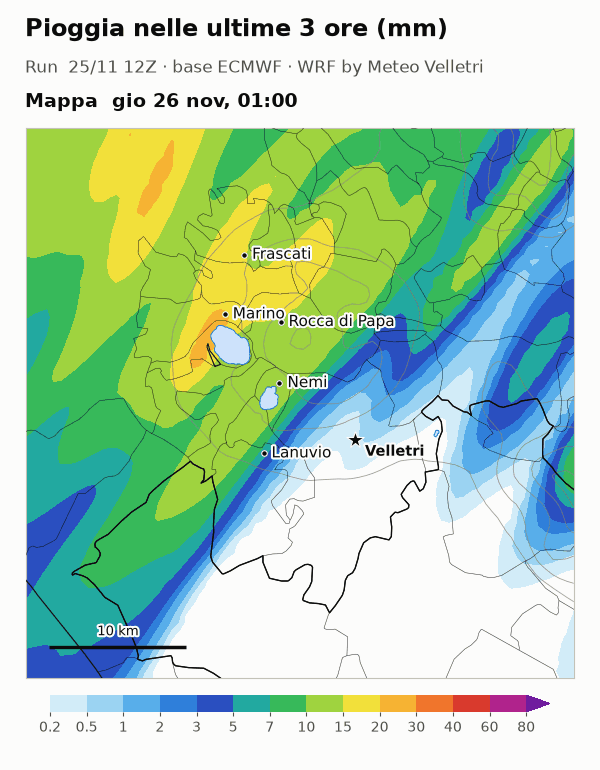 Pioggia nelle ultime 3 ore (mm)
Run 25/11 12Z · base ECMWF · WRF by Meteo Velletri
Mappa gio 26 nov, 01:00
Frascati
Marino
Rocca di Papa
Nemi
Velletri
Lanuvio
10 km
0.2 0.5 1 2 3 5 7 10 15 20 30 40 60 80